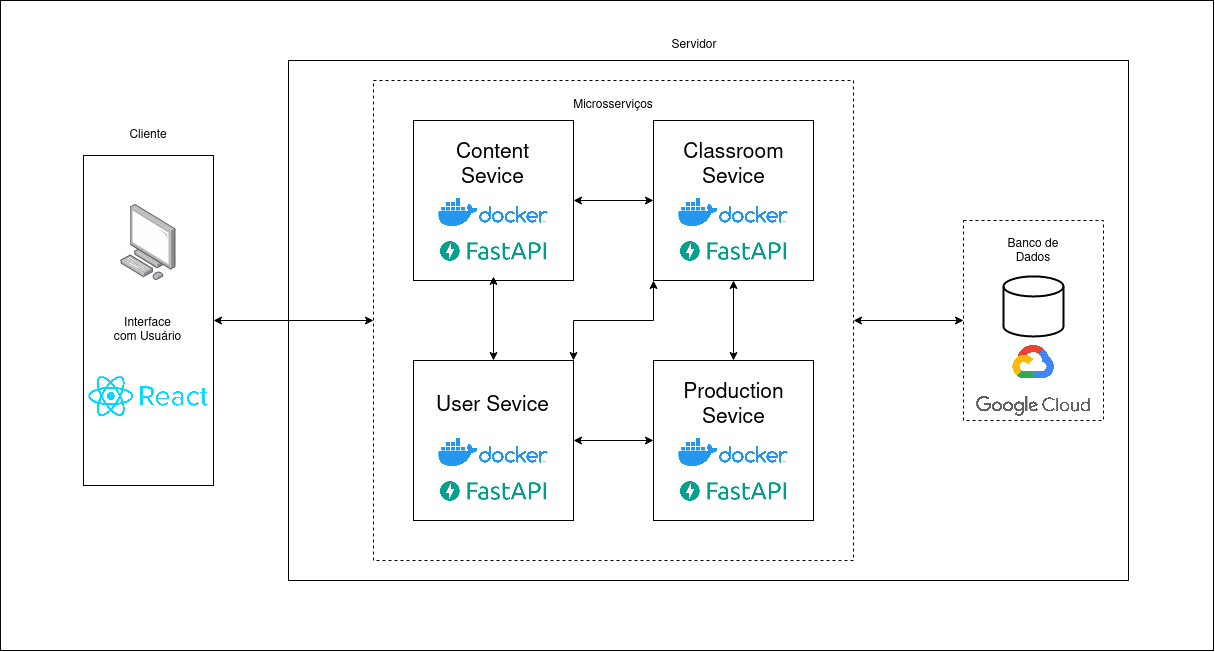 Servidor
Microsserviços
Cliente
Content
Sevice
docker
FastAPI
Classroom
Sevice
docker
FastAPI
Banco de
Dados
Google Cloud
Interface
com Usuário
React
User Sevice
docker
FastAPI
Production
Sevice
docker
FastAPI